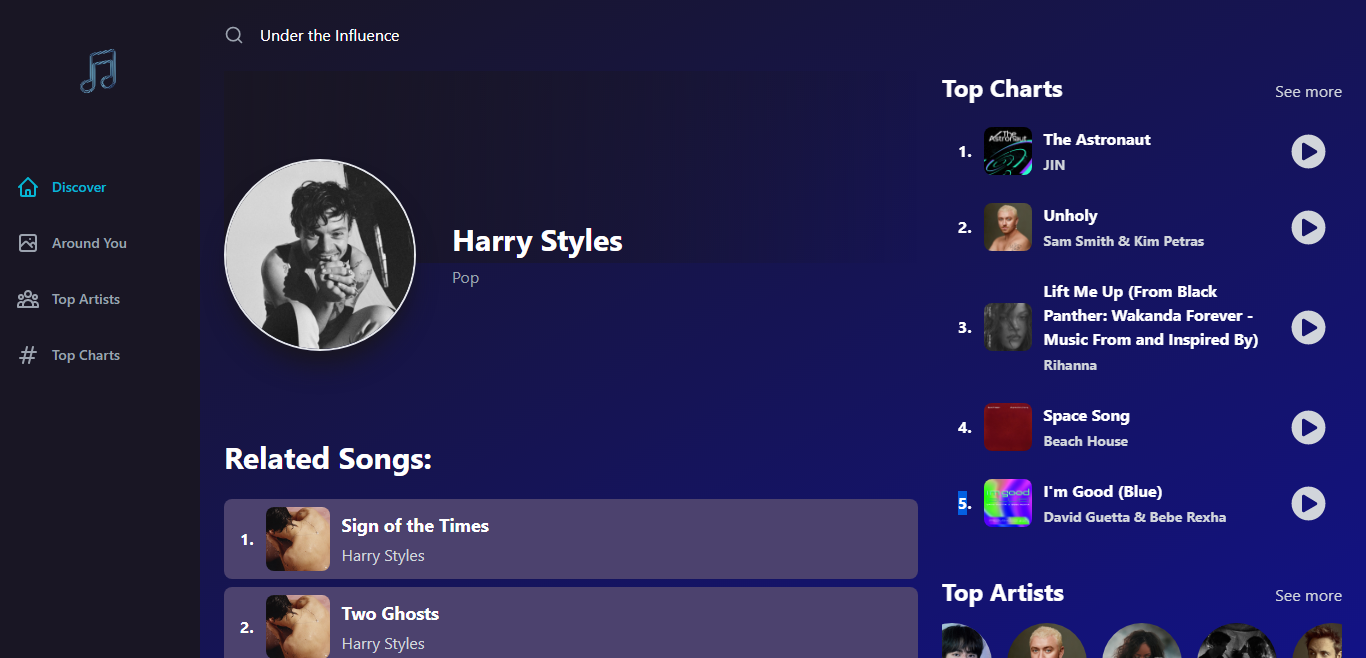 Under the Influence
Discover
Around You
Top Artists
Top Charts
Harry Styles
Pop
Related Songs:
1.
Sign of the Times
Harry Styles
2.
Two Ghosts
Harry Styles
Top Charts
See more
1.
The Astronaut
JIN
2.
Unholy
Sam Smith & Kim Petras
3.
Lift Me Up (From Black
Panther: Wakanda Forever -
Music From and Inspired By)
Rihanna
4.
Space Song
Beach House
5.
I'm Good (Blue)
David Guetta & Bebe Rexha
Top Artists
See more